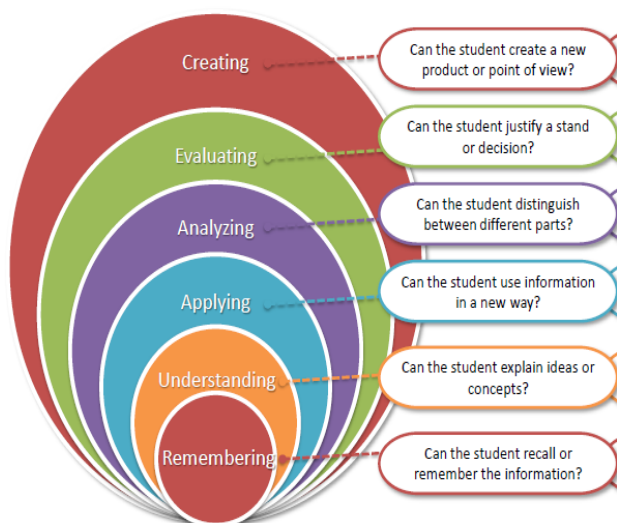 Creating
Can the student create a new
product or point of view?
Evaluating
Can the student justify a stand
or decision?
Analyzing
Can the student distinguish
between different parts?
Applying
Can the student use information
in a new way?
Understanding
Can the student explain ideas or
concepts?
Remembering
Can the student recall or
remember the information?